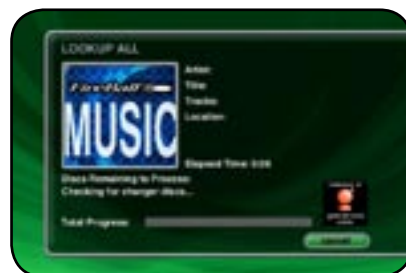 LOOKUP ALL
Artist:
Title:
Tracks:
Location:
FireBall
MUSIC
Elapsed Time: 0:09
Discs Remaining to Process:
Checking for changer discs...
Total Progress: